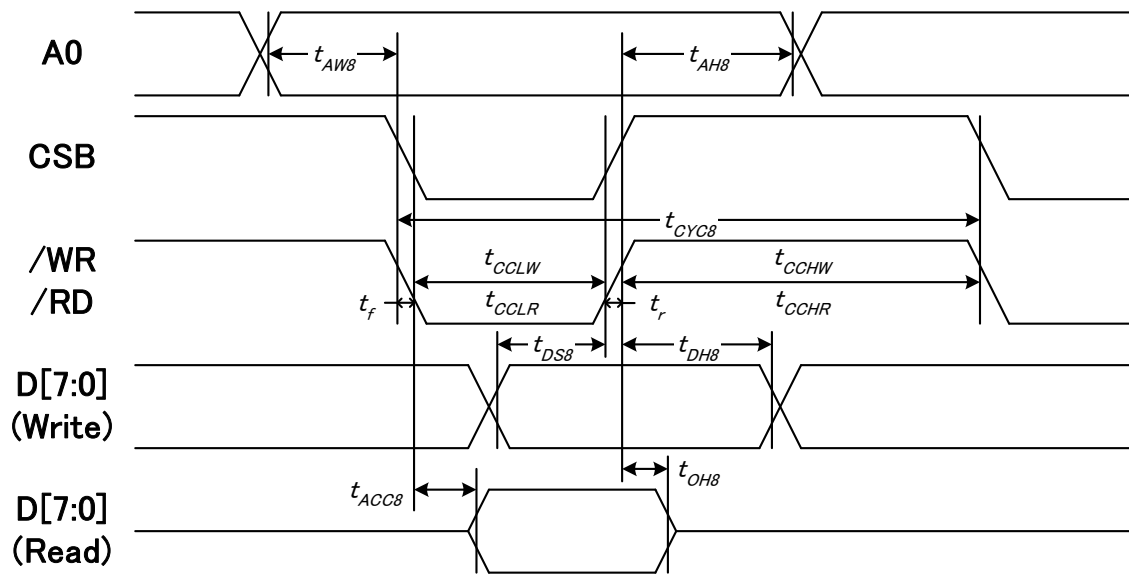 A0
t_AW8
t_AH8
CSB
t_CYC8
/WR
/RD
t_CCLW
t_CCHW
t_f
t_CCLR
t_r
t_CCHR
t_DS8
t_DH8
D[7:0]
(Write)
t_OH8
t_ACC8
D[7:0]
(Read)